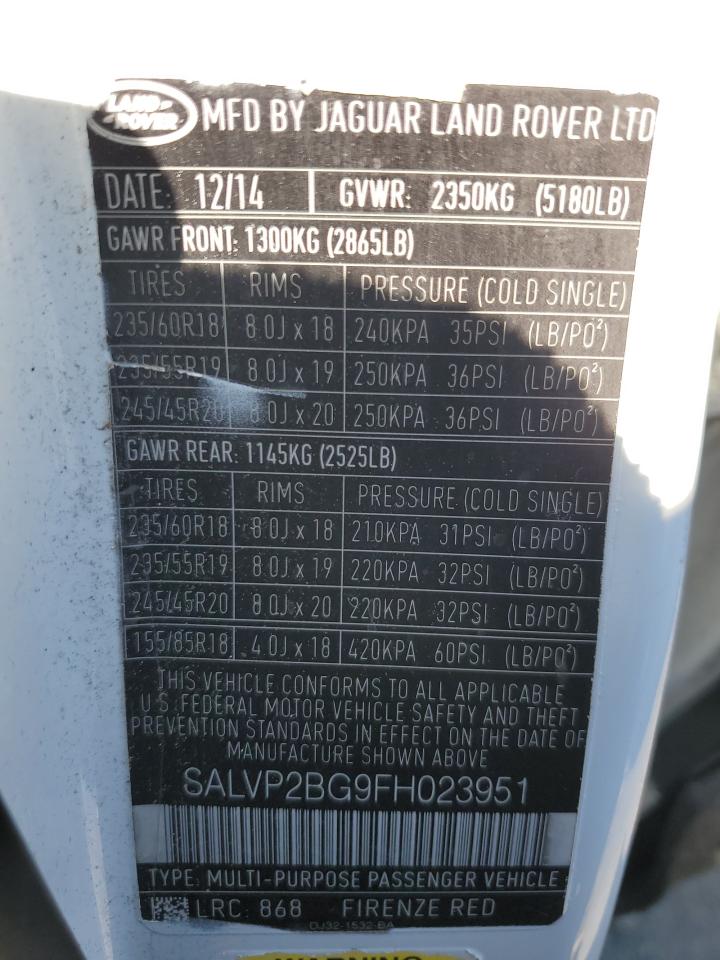 LAND ROVER MFD BY JAGUAR LAND ROVER LTD
DATE: 12/14 GVWR: 2350KG (5180LB)
GAWR FRONT: 1300KG (2865LB)
TIRES RIMS PRESSURE (COLD SINGLE)
235/60R18 8.0J x 18 240KPA 35PSI (LB/PO²)
235/55R19 8.0J x 19 250KPA 36PSI (LB/PO²)
245/45R20 8.0J x 20 250KPA 36PSI (LB/PO²)
GAWR REAR: 1145KG (2525LB)
TIRES RIMS PRESSURE (COLD SINGLE)
235/60R18 8.0J x 18 210KPA 31PSI (LB/PO²)
235/55R19 8.0J x 19 220KPA 32PSI (LB/PO²)
245/45R20 8.0J x 20 220KPA 32PSI (LB/PO²)
155/85R18 4.0J x 18 420KPA 60PSI (LB/PO²)
THIS VEHICLE CONFORMS TO ALL APPLICABLE
U.S. FEDERAL MOTOR VEHICLE SAFETY AND THEFT
PREVENTION STANDARDS IN EFFECT ON THE DATE OF
MANUFACTURE SHOWN ABOVE
SALVP2BG9FH023951
TYPE: MULTI-PURPOSE PASSENGER VEHICLE
LRC: 868 FIRENZE RED
DJ32-1532-BA
WARNING